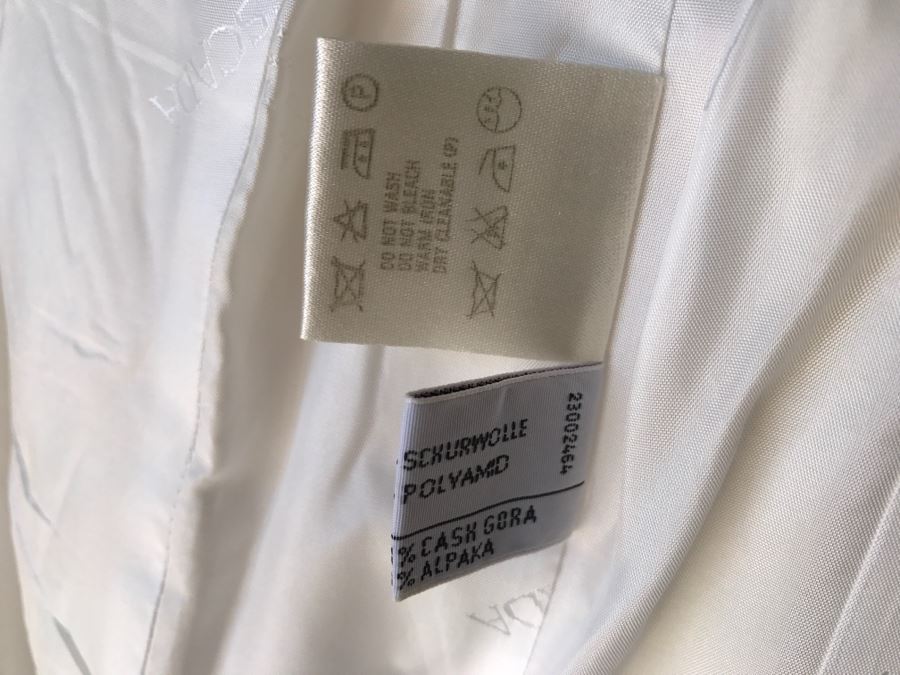 DO NOT WASH
DO NOT BLEACH
WARM IRON
DRY CLEANABLE (P)
P
SCHURWOLLE
POLYAMID
% CASHGORA
% ALPAKA
23002464